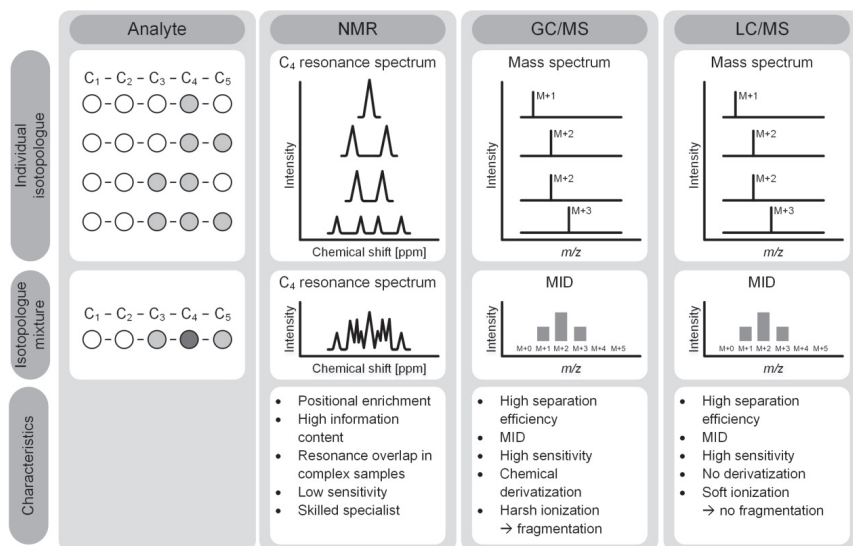 Analyte
NMR
GC/MS
LC/MS
Individual
isotopologue
C₁ - C₂ - C₃ - C₄ - C₅
C₄ resonance spectrum
Intensity
Chemical shift [ppm]
Mass spectrum
Intensity
M+1
M+2
M+2
M+3
m/z
Mass spectrum
Intensity
M+1
M+2
M+2
M+3
m/z
Isotopologue
mixture
C₁ - C₂ - C₃ - C₄ - C₅
C₄ resonance spectrum
Intensity
Chemical shift [ppm]
MID
Intensity
M+0 M+1 M+2 M+3 M+4 M+5
m/z
MID
Intensity
M+0 M+1 M+2 M+3 M+4 M+5
m/z
Characteristics
• Positional enrichment
• High information
content
• Resonance overlap in
complex samples
• Low sensitivity
• Skilled specialist
• High separation
efficiency
• MID
• High sensitivity
• Chemical
derivatization
• Harsh ionization
→ fragmentation
• High separation
efficiency
• MID
• High sensitivity
• No derivatization
• Soft ionization
→ no fragmentation